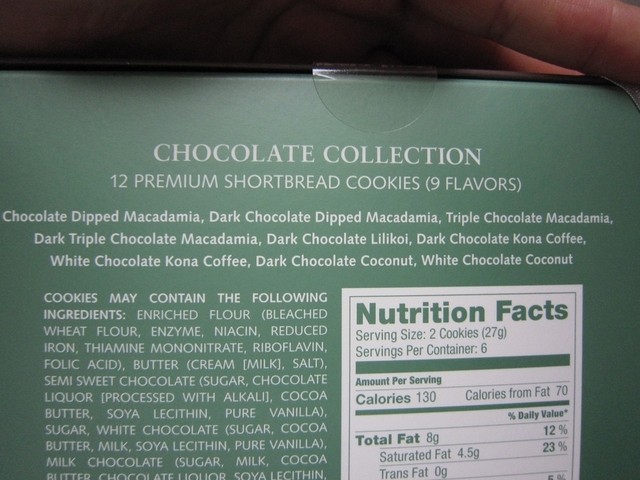 CHOCOLATE COLLECTION
12 PREMIUM SHORTBREAD COOKIES (9 FLAVORS)
Chocolate Dipped Macadamia, Dark Chocolate Dipped Macadamia, Triple Chocolate Macadamia,
Dark Triple Chocolate Macadamia, Dark Chocolate Lilikoi, Dark Chocolate Kona Coffee,
White Chocolate Kona Coffee, Dark Chocolate Coconut, White Chocolate Coconut
COOKIES MAY CONTAIN THE FOLLOWING
INGREDIENTS: ENRICHED FLOUR (BLEACHED
WHEAT FLOUR, ENZYME, NIACIN, REDUCED
IRON, THIAMINE MONONITRATE, RIBOFLAVIN,
FOLIC ACID), BUTTER (CREAM [MILK], SALT),
SEMI SWEET CHOCOLATE (SUGAR, CHOCOLATE
LIQUOR [PROCESSED WITH ALKALI], COCOA
BUTTER, SOYA LECITHIN, PURE VANILLA),
SUGAR, WHITE CHOCOLATE (SUGAR, COCOA
BUTTER, MILK, SOYA LECITHIN, PURE VANILLA),
MILK CHOCOLATE (SUGAR, MILK, COCOA
BUTTER, CHOCOLATE LIQUOR, SOYA LECITHIN,
Nutrition Facts
Serving Size: 2 Cookies (27g)
Servings Per Container: 6
Amount Per Serving
Calories 130 Calories from Fat 70
% Daily Value*
Total Fat 8g 12 %
Saturated Fat 4.5g 23 %
Trans Fat 0g